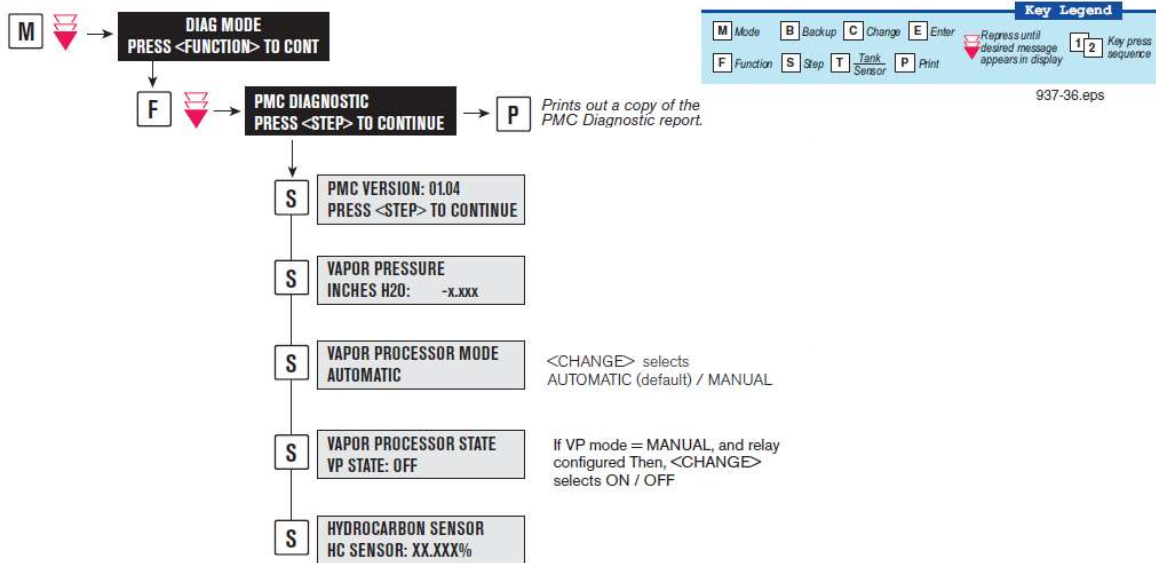 Key Legend
M Mode B Backup C Change E Enter
F Function S Step T Tank
Sensor P Print
Repress until
desired message
appears in display
1 2 Key press
sequence
937-36.eps
M
DIAG MODE
PRESS <FUNCTION> TO CONT
F
PMC DIAGNOSTIC
PRESS <STEP> TO CONTINUE
P
Prints out a copy of the
PMC Diagnostic report.
S
PMC VERSION: 01.04
PRESS <STEP> TO CONTINUE
S
VAPOR PRESSURE
INCHES H20: -x.xxx
S
VAPOR PROCESSOR MODE
AUTOMATIC
<CHANGE> selects
AUTOMATIC (default) / MANUAL
S
VAPOR PROCESSOR STATE
VP STATE: OFF
If VP mode = MANUAL, and relay
configured Then, <CHANGE>
selects ON / OFF
S
HYDROCARBON SENSOR
HC SENSOR: XX.XXX%